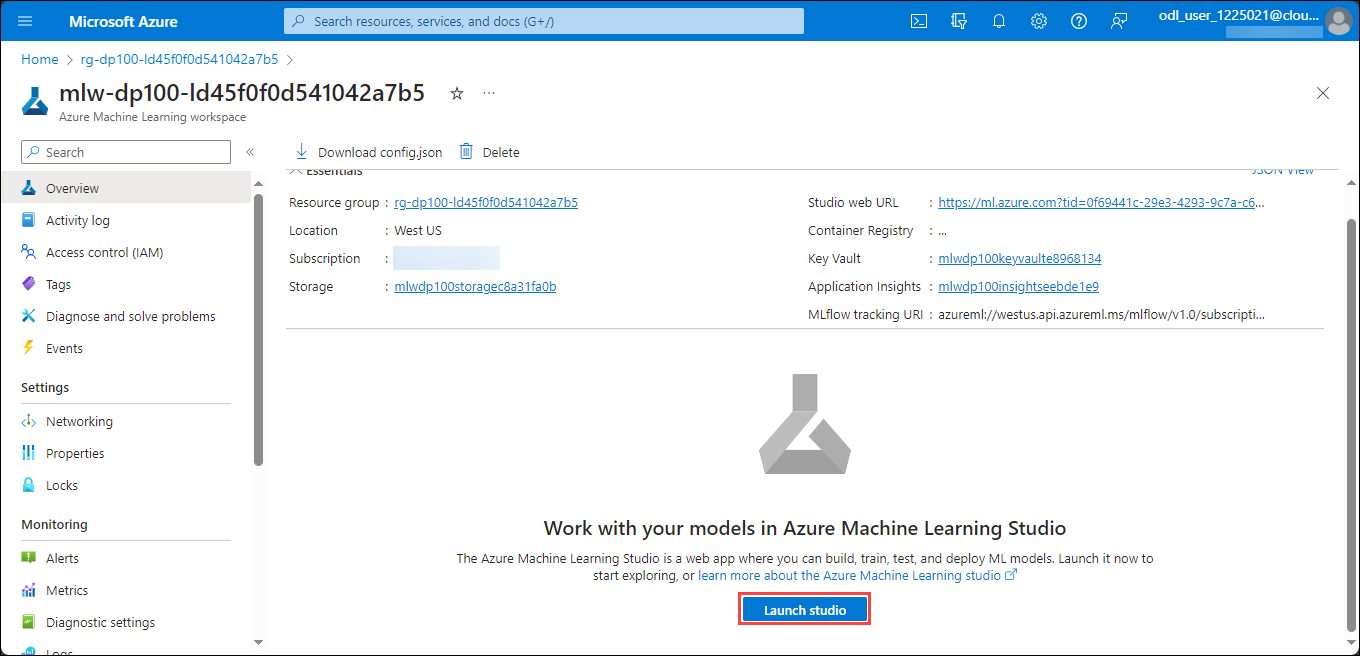 Microsoft Azure
Search resources, services, and docs (G+/)
odl_user_1225021@clou...
Home > rg-dp100-ld45f0f0d541042a7b5 >
mlw-dp100-ld45f0f0d541042a7b5
Azure Machine Learning workspace
Search
Download config.json
Delete
Overview
Activity log
Access control (IAM)
Tags
Diagnose and solve problems
Events
Settings
Networking
Properties
Locks
Monitoring
Alerts
Metrics
Diagnostic settings
Logs
Essentials
JSON View
Resource group : rg-dp100-ld45f0f0d541042a7b5
Location : West US
Subscription :
Storage : mlwdp100storagec8a31fa0b
Studio web URL : https://ml.azure.com?tid=0f69441c-29e3-4293-9c7a-c6...
Container Registry : ...
Key Vault : mlwdp100keyvaulte8968134
Application Insights : mlwdp100insightseebde1e9
MLflow tracking URI : azureml://westus.api.azureml.ms/mlflow/v1.0/subscripti...
Work with your models in Azure Machine Learning Studio
The Azure Machine Learning Studio is a web app where you can build, train, test, and deploy ML models. Launch it now to
start exploring, or learn more about the Azure Machine Learning studio
Launch studio